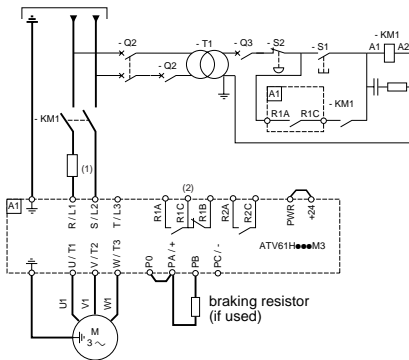 - Q2
- T1
- Q3
- S2
- S1
- KM1
A1
A2
- Q2
A1
R1A
R1C
- KM1
- KM1
(1)
(2)
A1
R / L1
S / L2
T / L3
R1A
R1C
R1B
R2A
R2C
PWR
+24
ATV61H●●●M3
U / T1
V / T2
W / T3
P0
PA / +
PB
PC / -
U1
V1
W1
M
3 ~
braking resistor
(if used)